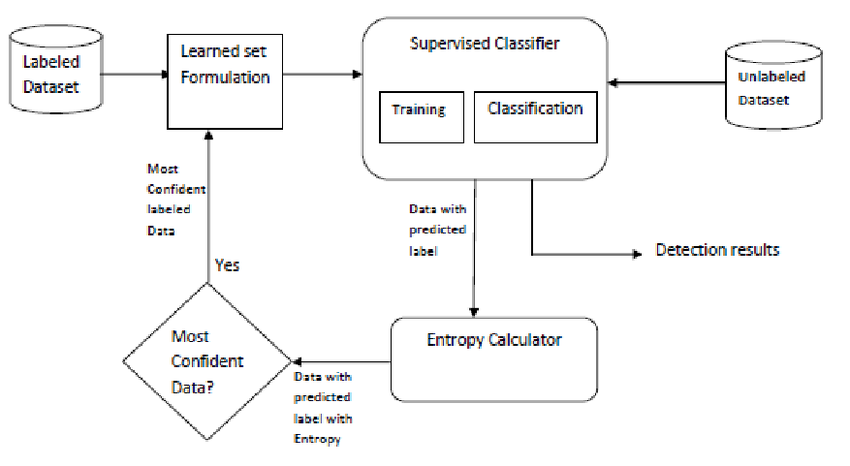 Labeled
Dataset
Learned set
Formulation
Supervised Classifier
Training
Classification
Unlabeled
Dataset
Most
Confident
labeled
Data
Data with
predicted
label
Detection results
Yes
Most
Confident
Data?
Entropy Calculator
Data with
predicted
label with
Entropy